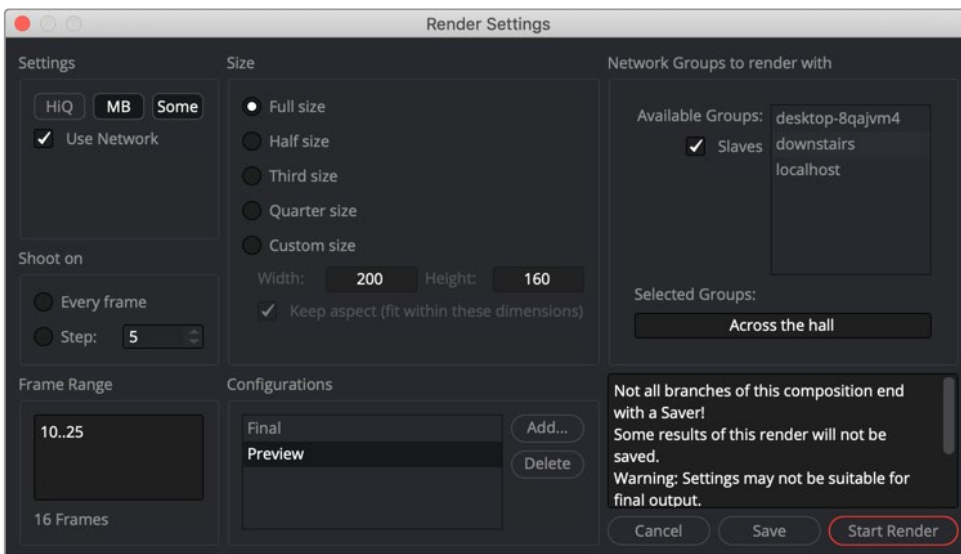 Render Settings
Settings
HiQ MB Some
Use Network
Shoot on
Every frame
Step: 5
Frame Range
10..25
16 Frames
Size
Full size
Half size
Third size
Quarter size
Custom size
Width: 200 Height: 160
Keep aspect (fit within these dimensions)
Configurations
Final
Preview
Add...
Delete
Network Groups to render with
Available Groups:
Slaves
desktop-8qajvm4
downstairs
localhost
Selected Groups:
Across the hall
Not all branches of this composition end
with a Saver!
Some results of this render will not be
saved.
Warning: Settings may not be suitable for
final output.
Cancel Save Start Render